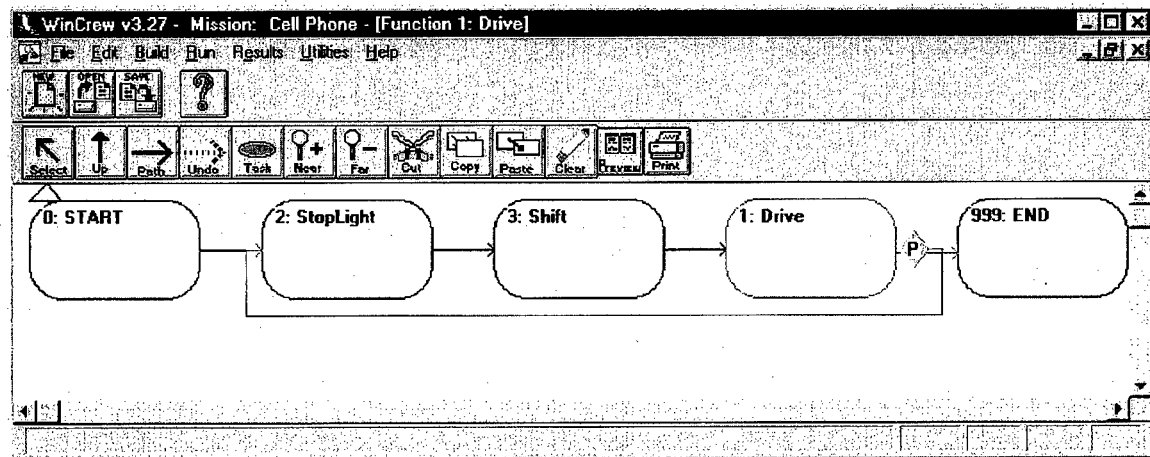 WinCrew v3.27 - Mission: Cell Phone - [Function 1: Drive]
File Edit Build Run Results Utilities Help
NEW OPEN SAVE ?
Select Up Path Undo Task Near Far Cut Copy Paste Clear Preview Print
0: START 2: StopLight 3: Shift 1: Drive P 999: END